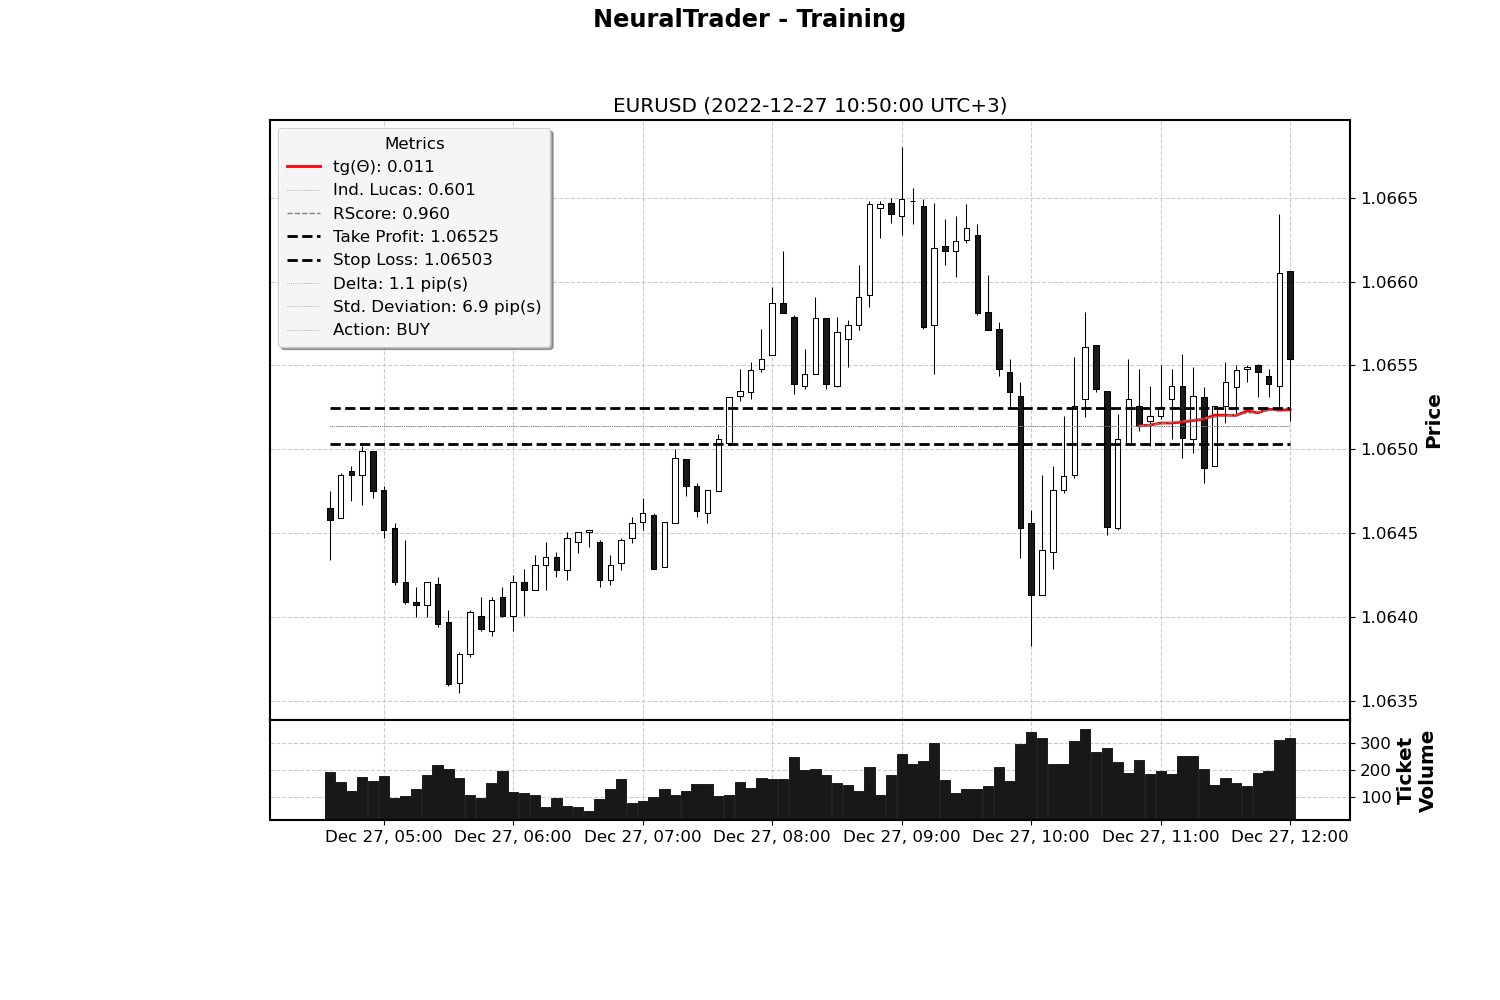 NeuralTrader - Training
EURUSD (2022-12-27 10:50:00 UTC+3)
Metrics
tg(Θ): 0.011
Ind. Lucas: 0.601
RScore: 0.960
Take Profit: 1.06525
Stop Loss: 1.06503
Delta: 1.1 pip(s)
Std. Deviation: 6.9 pip(s)
Action: BUY
1.0665
1.0660
1.0655
1.0650
1.0645
1.0640
1.0635
Price
300
200
100
Ticket
Volume
Dec 27, 05:00 Dec 27, 06:00 Dec 27, 07:00 Dec 27, 08:00 Dec 27, 09:00 Dec 27, 10:00 Dec 27, 11:00 Dec 27, 12:00